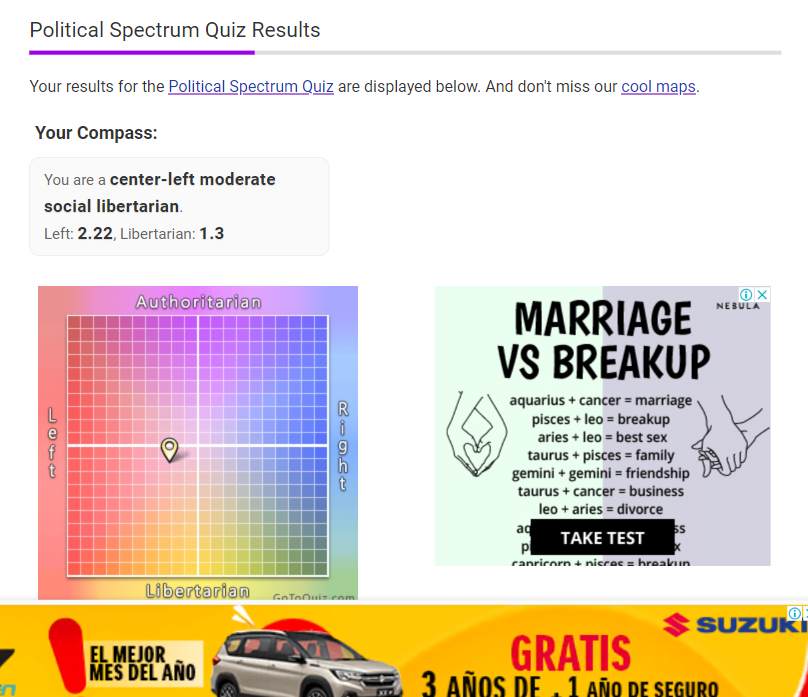 Political Spectrum Quiz Results
Your results for the Political Spectrum Quiz are displayed below. And don't miss our cool maps.
Your Compass:
You are a center-left moderate
social libertarian.
Left: 2.22, Libertarian: 1.3
Authoritarian
Left
Right
Libertarian
GoToQuiz.com
NEBULA
MARRIAGE
VS BREAKUP
aquarius + cancer = marriage
pisces + leo = breakup
aries + leo = best sex
taurus + pisces = family
gemini + gemini = friendship
taurus + cancer = business
leo + aries = divorce
TAKE TEST
capricorn + pisces = breakup
EL MEJOR
MES DEL AÑO
SUZUKI
GRATIS
3 AÑOS DE
1 AÑO DE SEGURO